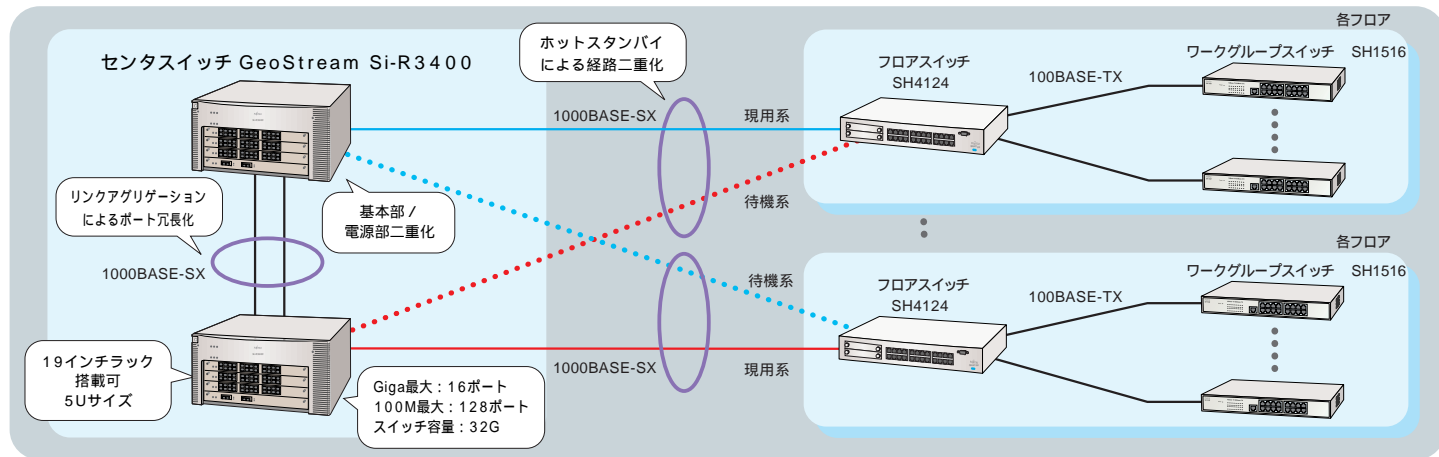 各フロア
センタスイッチ GeoStream Si-R3400
ホットスタンバイ
による経路二重化
フロアスイッチ
SH4124
ワークグループスイッチ SH1516
100BASE-TX
1000BASE-SX
現用系
リンクアグリゲーション
によるポート冗長化
基本部/
電源部二重化
待機系
1000BASE-SX
各フロア
待機系
フロアスイッチ
SH4124
ワークグループスイッチ SH1516
100BASE-TX
19インチラック
搭載可
5Uサイズ
Giga最大:16ポート
100M最大:128ポート
スイッチ容量:32G
1000BASE-SX
現用系